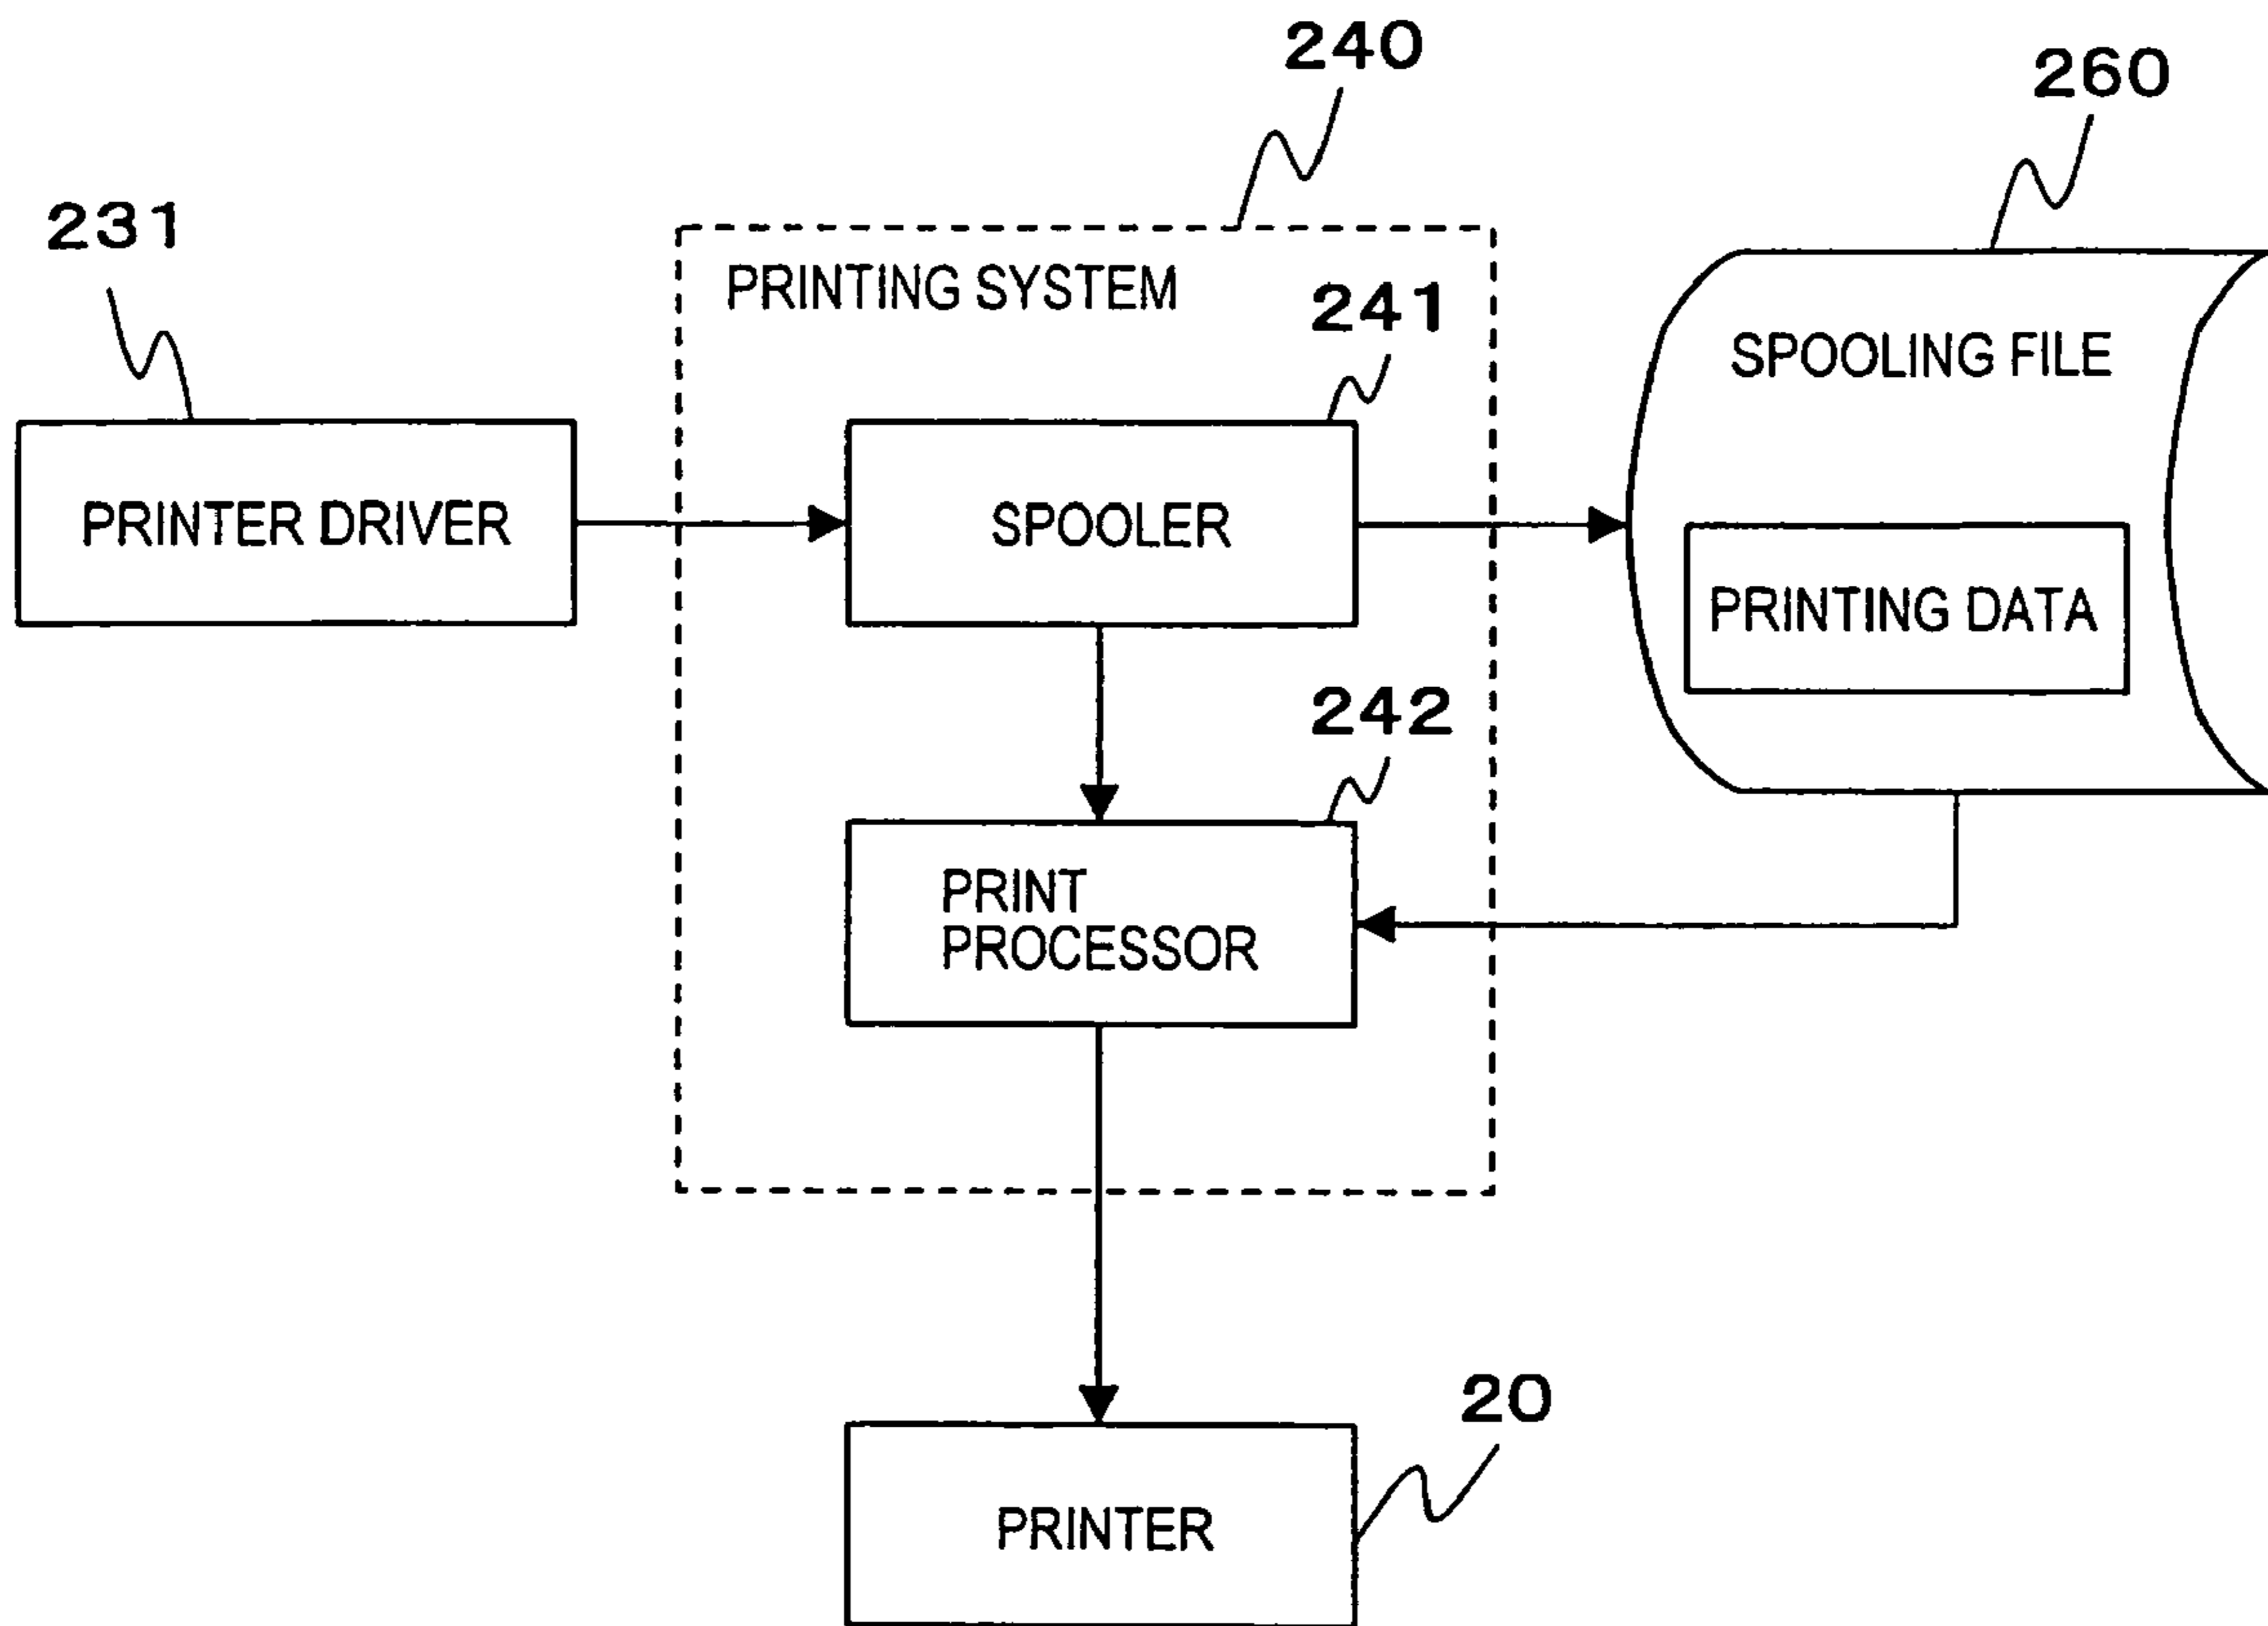 240
260
231
PRINTING SYSTEM
241
SPOOLING FILE
PRINTER DRIVER
SPOOLER
PRINTING DATA
242
PRINT
PROCESSOR
20
PRINTER